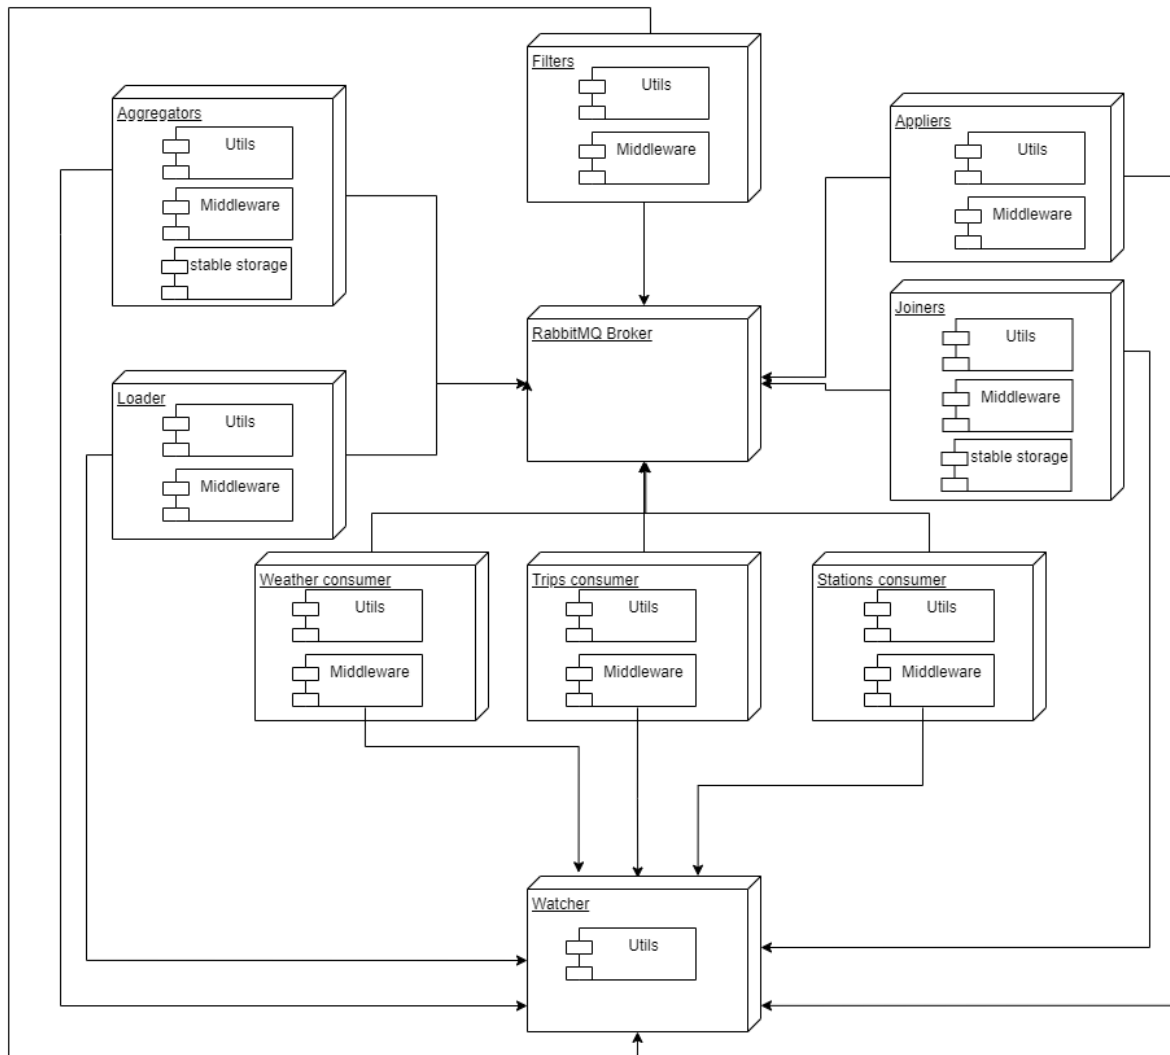 Filters
Utils
Middleware
Aggregators
Utils
Middleware
stable storage
Appliers
Utils
Middleware
RabbitMQ Broker
Joiners
Utils
Middleware
stable storage
Loader
Utils
Middleware
Weather consumer
Utils
Middleware
Trips consumer
Utils
Middleware
Stations consumer
Utils
Middleware
Watcher
Utils